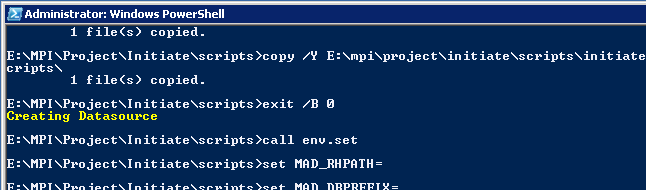 Administrator: Windows PowerShell
1 file(s) copied.
E:\MPI\Project\Initiate\scripts>copy /Y E:\mpi\project\initiate\scripts\initiate
cripts\
1 file(s) copied.
E:\MPI\Project\Initiate\scripts>exit /B 0
Creating Datasource
E:\MPI\Project\Initiate\scripts>call env.set
E:\MPI\Project\Initiate\scripts>set MAD_RHPATH=
E:\MPI\Project\Initiate\scripts>set MAD_DBPREFIX=